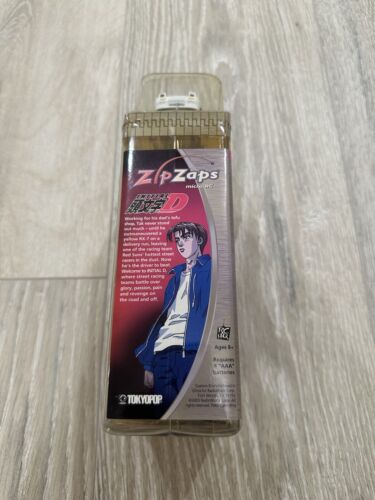 ZipZaps
micro RC
INITIAL
頭文字D
Working for his dad's tofu
shop, Tak never stood
out much – until he
outmaneuvered a
yellow RX-7 on a
delivery run, leaving
one of the racing team
Red Suns' hottest street
racers in the dust. Now
he's the driver to beat.
Welcome to INITIAL D,
where street racing
teams battle over
glory, passion, pain
and revenge on
the road and off.
Ages 8+
Requires
4 "AAA"
batteries
TOKYOPOP